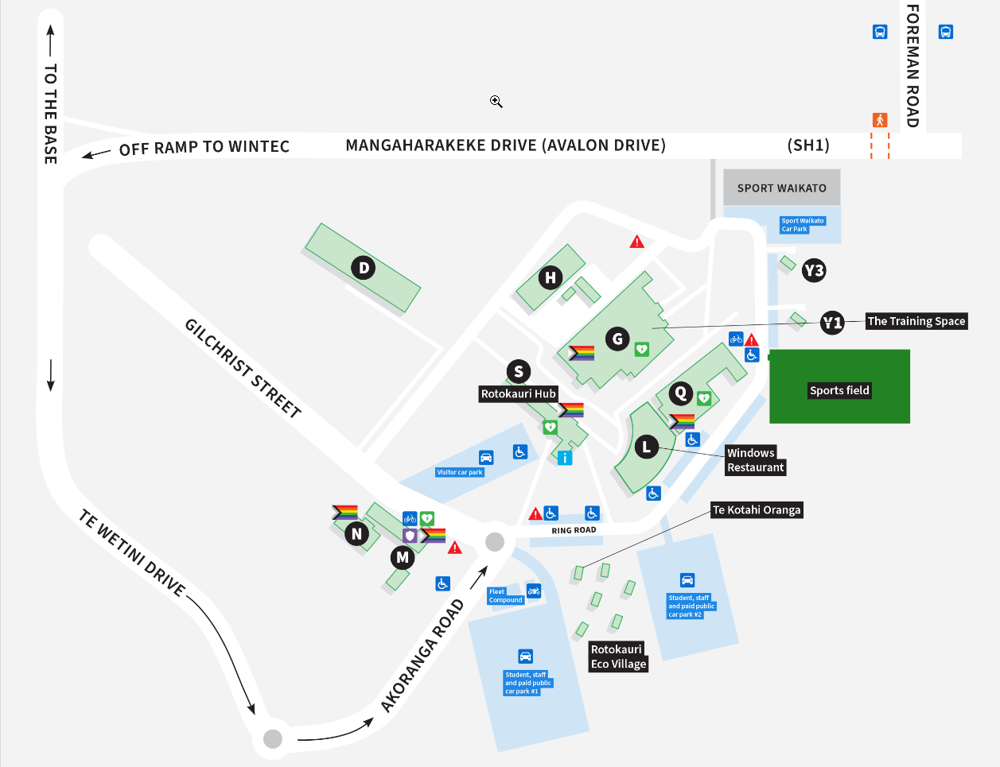 FOREMAN ROAD
TO THE BASE
OFF RAMP TO WINTEC
MANGAHARAKEKE DRIVE (AVALON DRIVE)
(SH1)
SPORT WAIKATO
Sport Waikato
Car Park
D
H
Y3
Y1
The Training Space
G
GILCHRIST STREET
S
Rotokauri Hub
Q
Sports field
L
Windows
Restaurant
i
Visitor car park
Te Kotahi Oranga
RING ROAD
N
M
TE WETINI DRIVE
AKORANGA ROAD
Fleet
Compound
Student, staff
and paid public
car park #2
Rotokauri
Eco Village
Student, staff
and paid public
car park #1